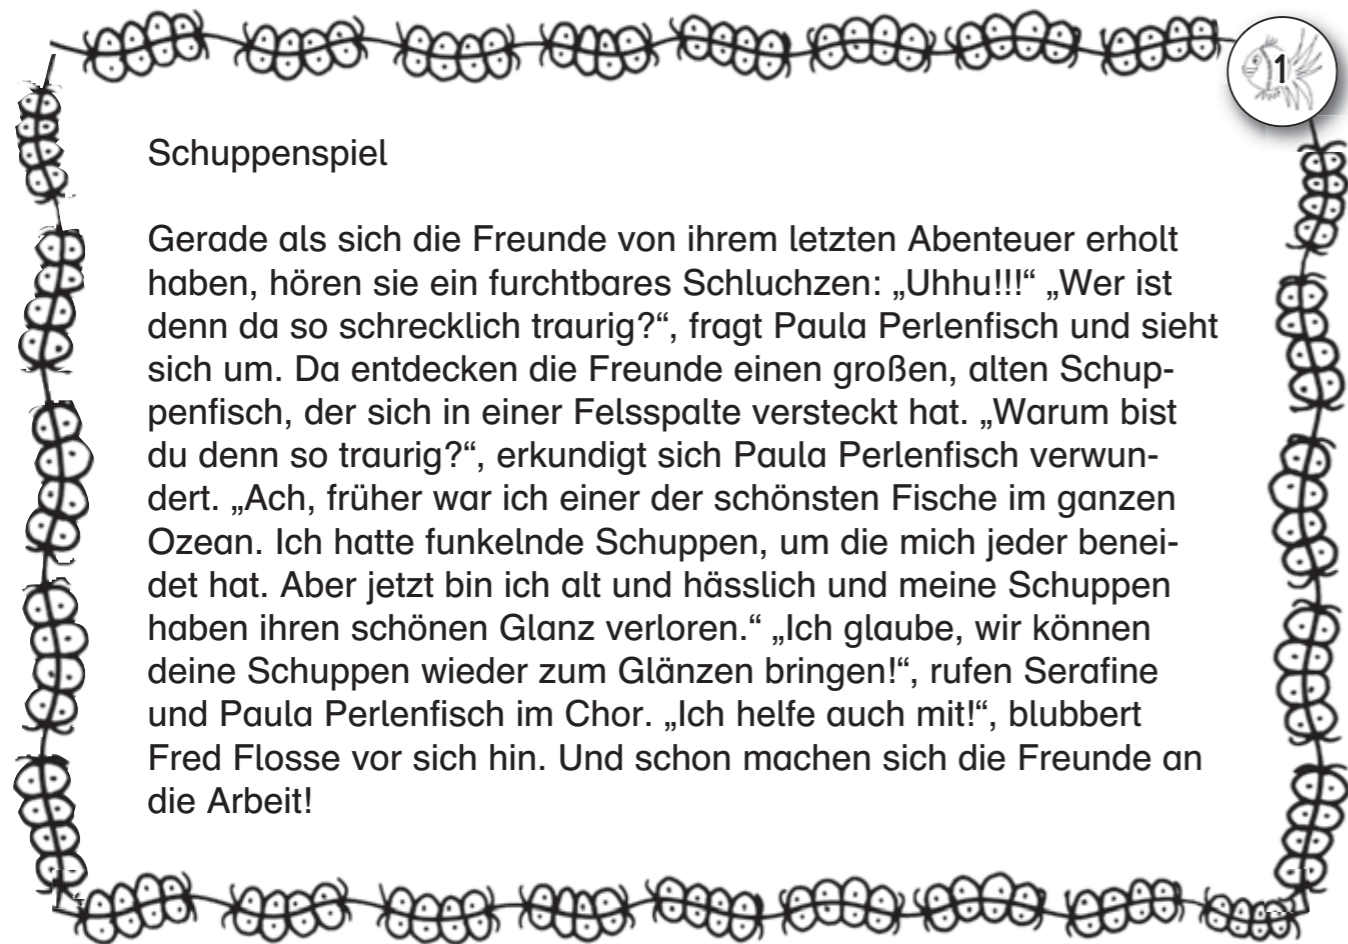 1
Schuppenspiel
Gerade als sich die Freunde von ihrem letzten Abenteuer erholt
haben, hören sie ein furchtbares Schluchzen: „Uhhu!!!“ „Wer ist
denn da so schrecklich traurig?“, fragt Paula Perlenfisch und sieht
sich um. Da entdecken die Freunde einen großen, alten Schup-
penfisch, der sich in einer Felsspalte versteckt hat. „Warum bist
du denn so traurig?“, erkundigt sich Paula Perlenfisch verwun-
dert. „Ach, früher war ich einer der schönsten Fische im ganzen
Ozean. Ich hatte funkelnde Schuppen, um die mich jeder benei-
det hat. Aber jetzt bin ich alt und hässlich und meine Schuppen
haben ihren schönen Glanz verloren.“ „Ich glaube, wir können
deine Schuppen wieder zum Glänzen bringen!“, rufen Serafine
und Paula Perlenfisch im Chor. „Ich helfe auch mit!“, blubbert
Fred Flosse vor sich hin. Und schon machen sich die Freunde an
die Arbeit!